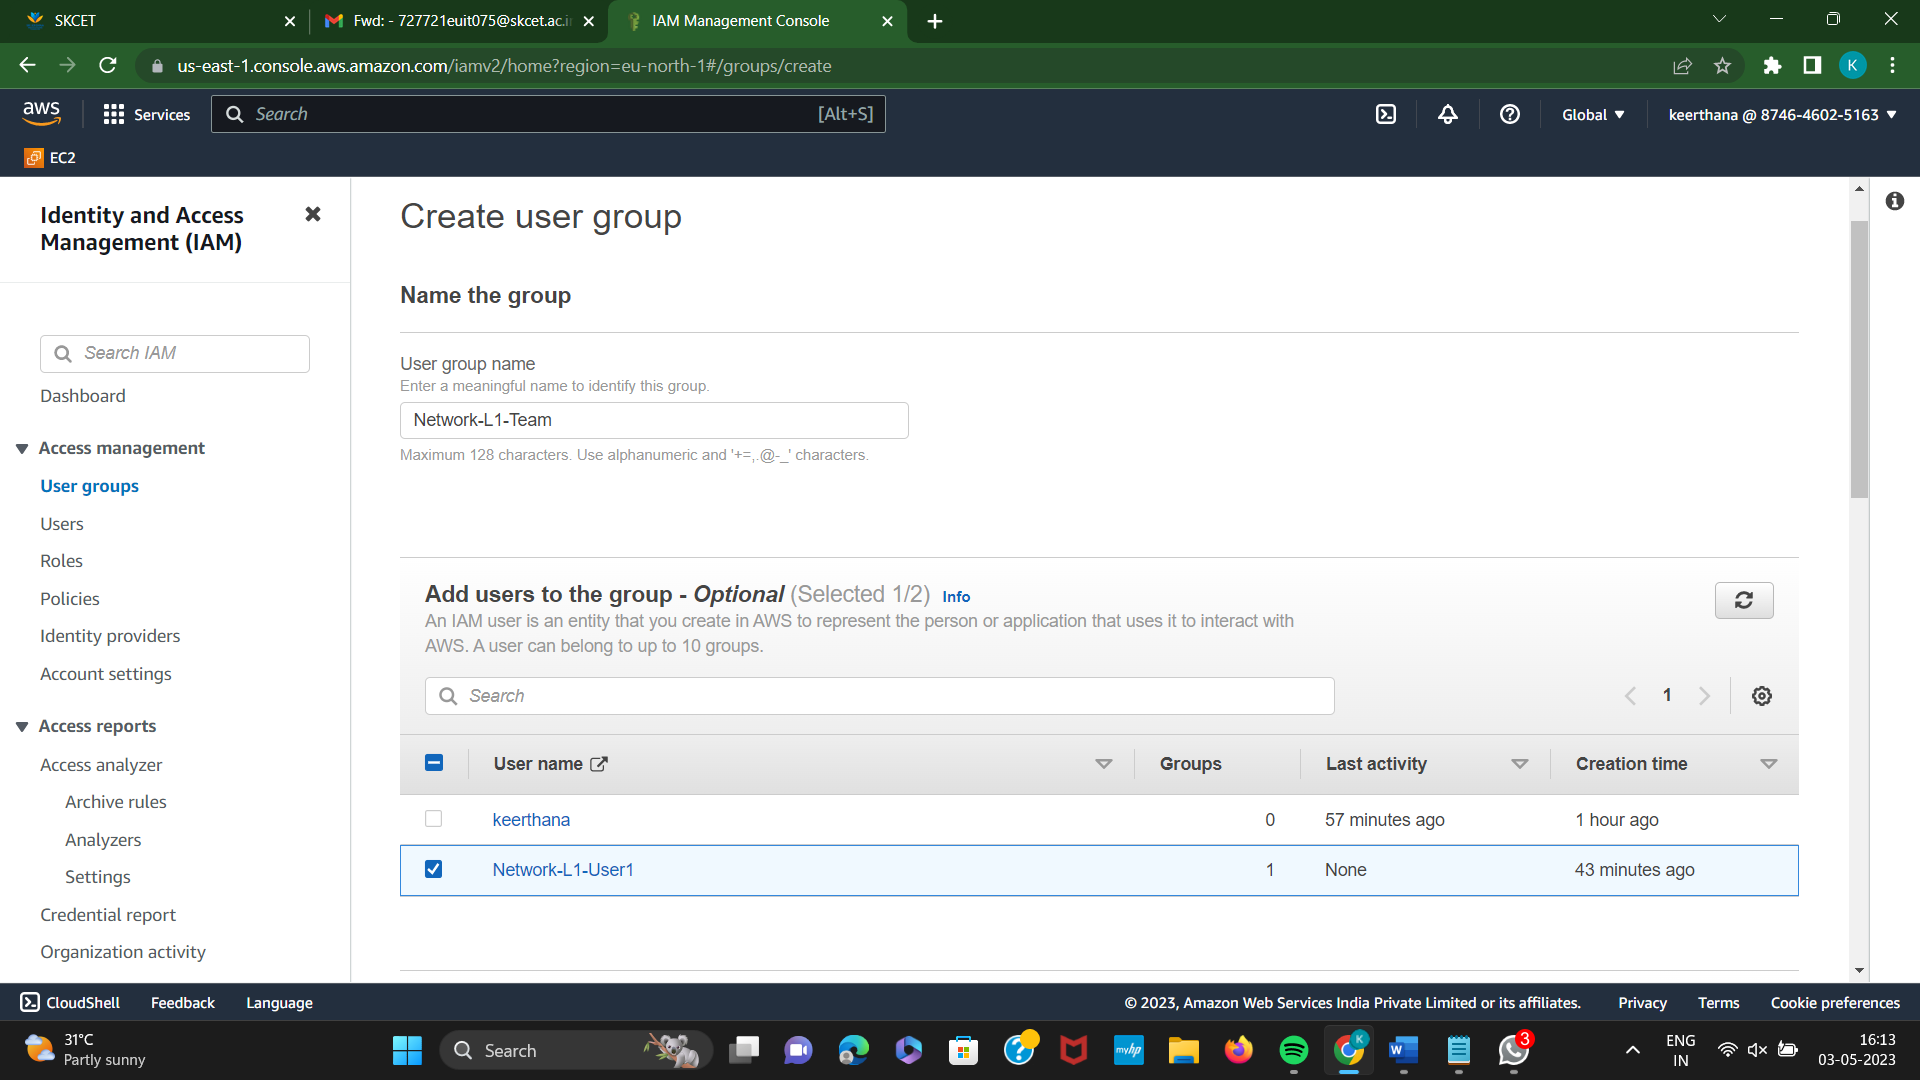 SKCET
Fwd: - 727721euit075@skcet.ac.i
IAM Management Console
us-east-1.console.aws.amazon.com/iamv2/home?region=eu-north-1#/groups/create
K
aws
Services
Search
[Alt+S]
Global
keerthana @ 8746-4602-5163
EC2
Identity and Access
Management (IAM)
Search IAM
Dashboard
Access management
User groups
Users
Roles
Policies
Identity providers
Account settings
Access reports
Access analyzer
Archive rules
Analyzers
Settings
Credential report
Organization activity
Create user group
Name the group
User group name
Enter a meaningful name to identify this group.
Network-L1-Team
Maximum 128 characters. Use alphanumeric and '+=,.@-_' characters.
Add users to the group - Optional (Selected 1/2) Info
An IAM user is an entity that you create in AWS to represent the person or application that uses it to interact with
AWS. A user can belong to up to 10 groups.
Search
1
User name Groups Last activity Creation time
keerthana 0 57 minutes ago 1 hour ago
Network-L1-User1 1 None 43 minutes ago
CloudShell Feedback Language
© 2023, Amazon Web Services India Private Limited or its affiliates. Privacy Terms Cookie preferences
31°C
Partly sunny
Search
myhp
K
W
3
ENG
IN
16:13
03-05-2023